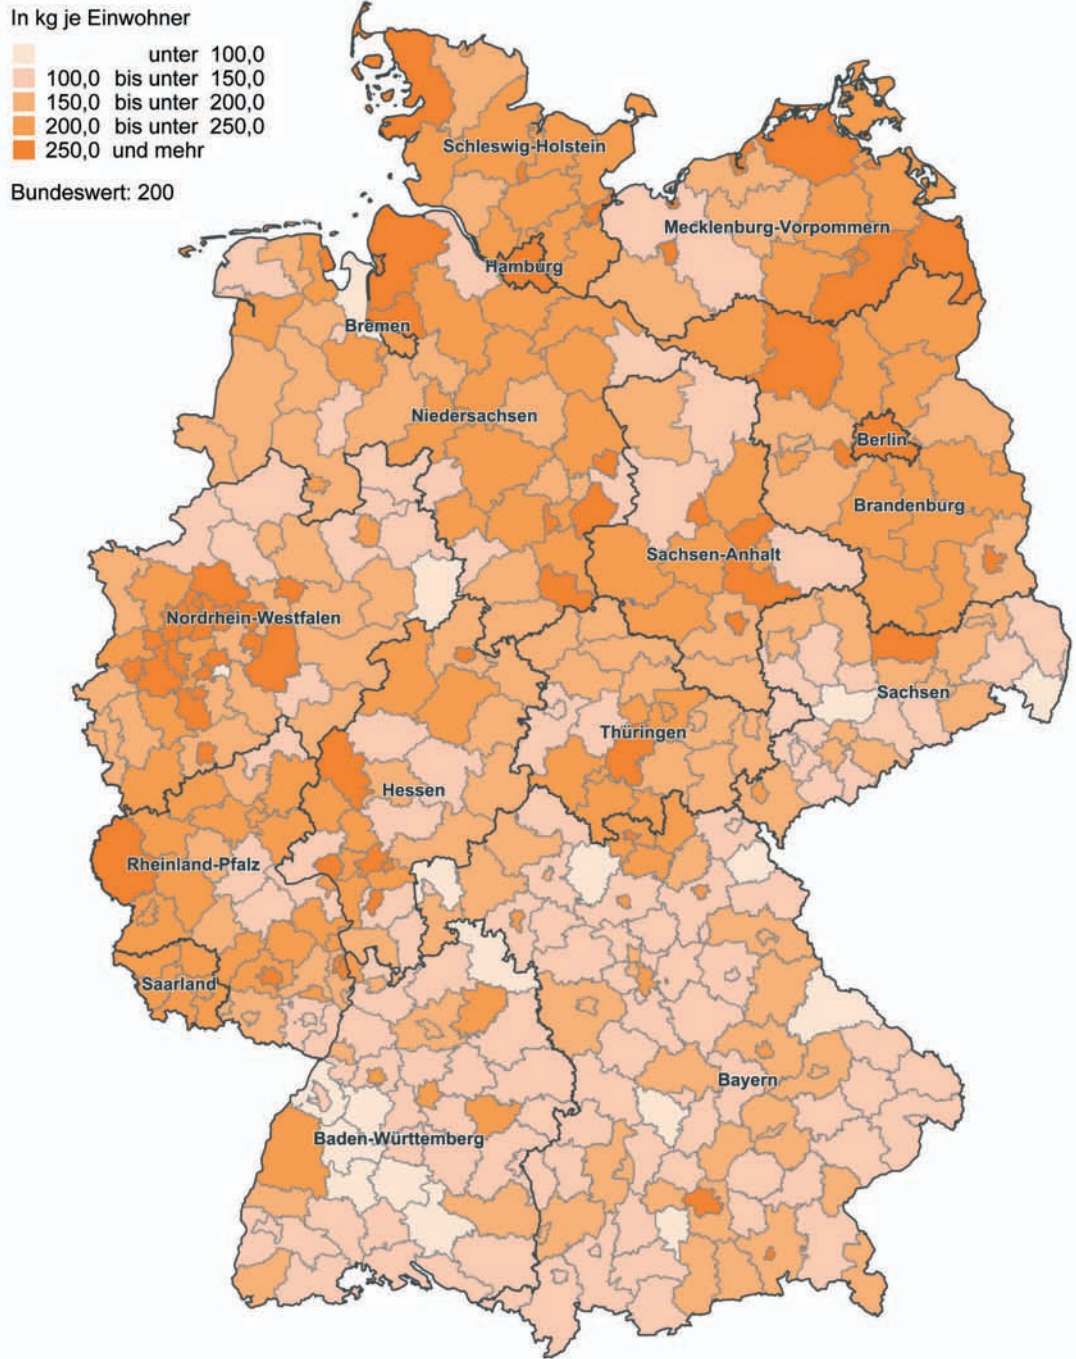 In kg je Einwohner
unter 100,0
100,0 bis unter 150,0
150,0 bis unter 200,0
200,0 bis unter 250,0
250,0 und mehr
Bundeswert: 200
Schleswig-Holstein
Mecklenburg-Vorpommern
Hamburg
Bremen
Niedersachsen
Berlin
Brandenburg
Sachsen-Anhalt
Nordrhein-Westfalen
Sachsen
Thüringen
Hessen
Rheinland-Pfalz
Saarland
Bayern
Baden-Württemberg